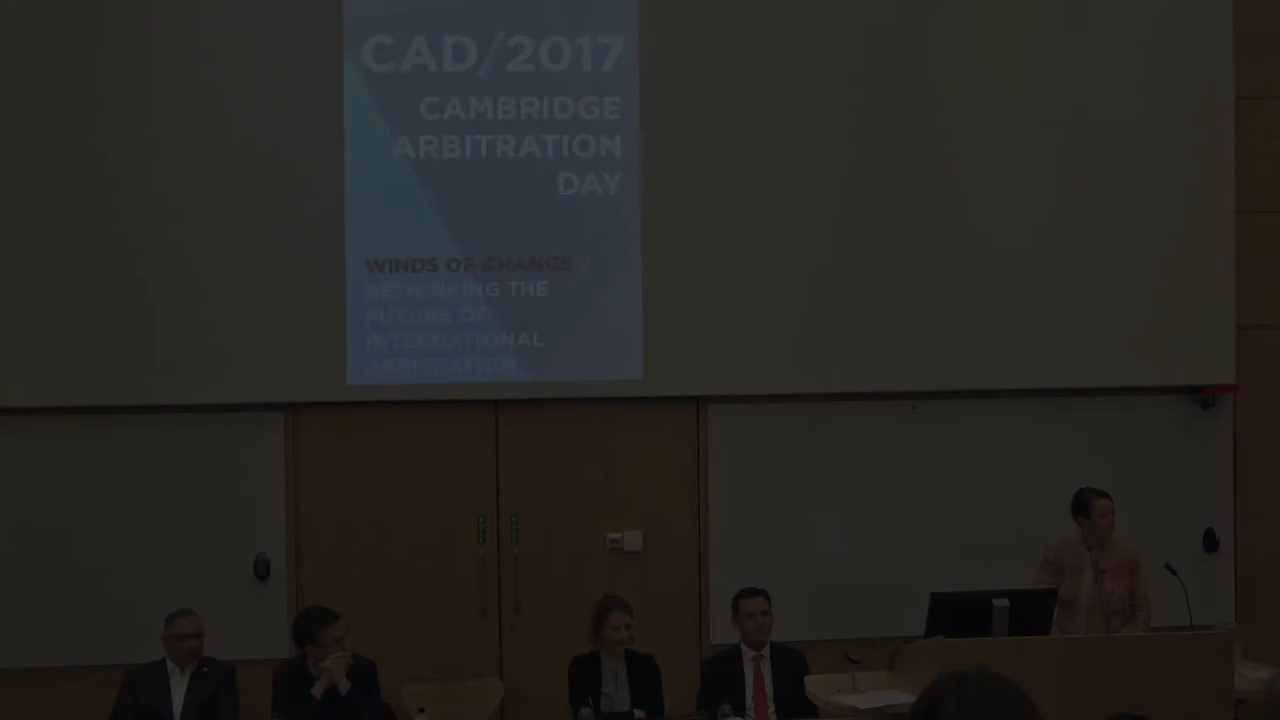 CAD/2017
CAMBRIDGE
ARBITRATION
DAY
WINDS OF CHANGE/
RETHINKING THE
FUTURE OF
INTERNATIONAL
ARBITRATION